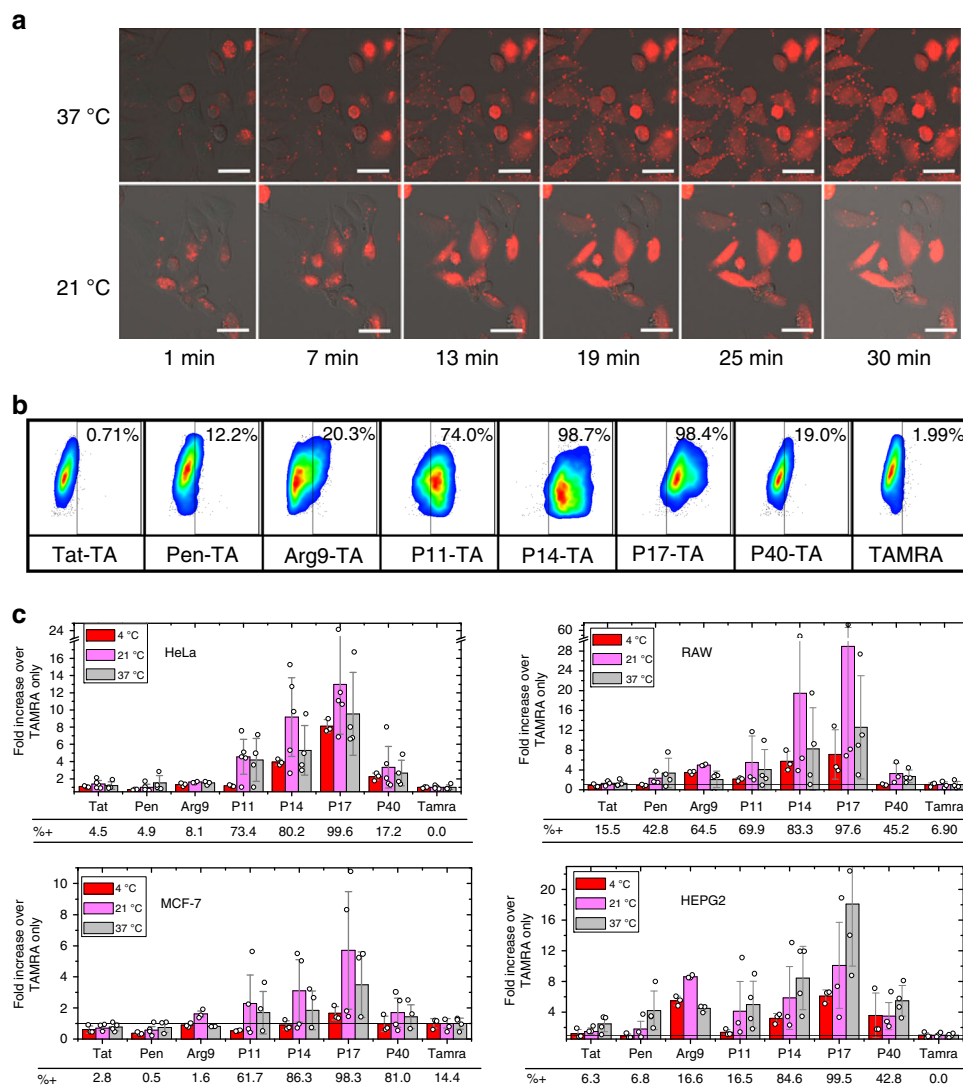 a
37 °C
21 °C
1 min 7 min 13 min 19 min 25 min 30 min
b
0.71% 12.2% 20.3% 74.0% 98.7% 98.4% 19.0% 1.99%
Tat-TA Pen-TA Arg9-TA P11-TA P14-TA P17-TA P40-TA TAMRA
c
Fold increase over
TAMRA only
24
16
14
12
10
8
6
4
2
4 °C
21 °C
37 °C
HeLa
Tat Pen Arg9 P11 P14 P17 P40 Tamra
%+ 4.5 4.9 8.1 73.4 80.2 99.6 17.2 0.0
Fold increase over
TAMRA only
60
28
24
20
16
12
8
4
4 °C
21 °C
37 °C
RAW
Tat Pen Arg9 P11 P14 P17 P40 Tamra
%+ 15.5 42.8 64.5 69.9 83.3 97.6 45.2 6.90
Fold increase over
TAMRA only
10
8
6
4
2
0
4 °C
21 °C
37 °C
MCF-7
Tat Pen Arg9 P11 P14 P17 P40 Tamra
%+ 2.8 0.5 1.6 61.7 86.3 98.3 81.0 14.4
Fold increase over
TAMRA only
20
16
12
8
4
4 °C
21 °C
37 °C
HEPG2
Tat Pen Arg9 P11 P14 P17 P40 Tamra
%+ 6.3 6.8 16.6 16.5 84.6 99.5 42.8 0.0